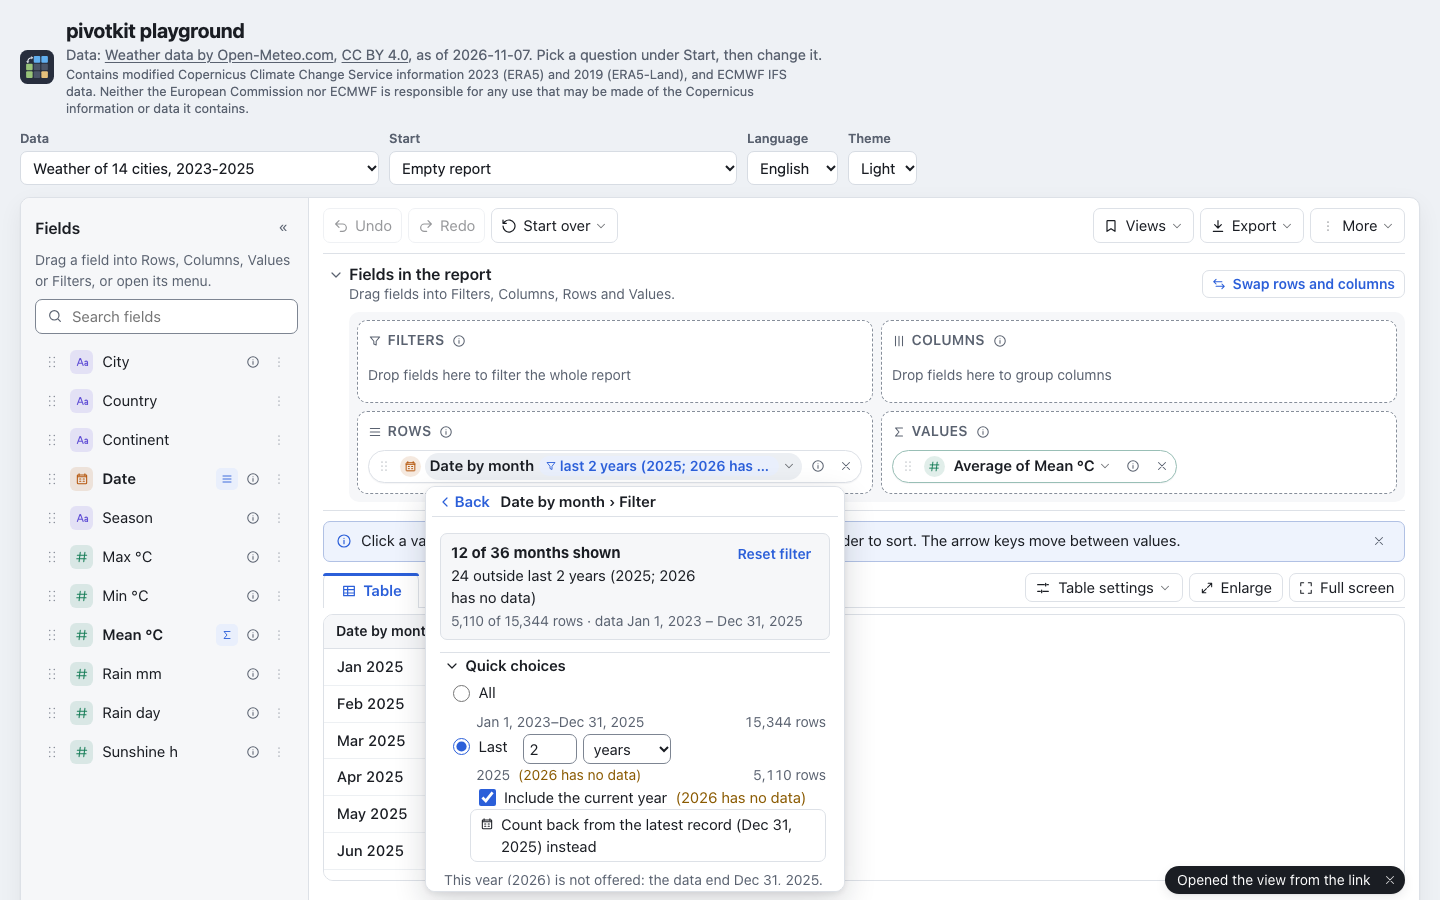 pivotkit playground
Data: Weather data by Open-Meteo.com, CC BY 4.0, as of 2026-11-07. Pick a question under Start, then change it.
Contains modified Copernicus Climate Change Service information 2023 (ERA5) and 2019 (ERA5-Land), and ECMWF IFS
data. Neither the European Commission nor ECMWF is responsible for any use that may be made of the Copernicus
information or data it contains.
Data
Start
Language
Theme
Weather of 14 cities, 2023-2025
Empty report
English
Light
Fields
«
Drag a field into Rows, Columns, Values
or Filters, or open its menu.
Search fields
Aa City
Aa Country
Aa Continent
Date
Aa Season
# Max °C
# Min °C
# Mean °C Σ
# Rain mm
# Rain day
# Sunshine h
Undo
Redo
Start over
Views
Export
More
Fields in the report
Drag fields into Filters, Columns, Rows and Values.
Swap rows and columns
FILTERS
Drop fields here to filter the whole report
COLUMNS
Drop fields here to group columns
ROWS
Date by month last 2 years (2025; 2026 has ...
Σ VALUES
# Average of Mean °C
Back Date by month › Filter
12 of 36 months shown
Reset filter
24 outside last 2 years (2025; 2026
has no data)
5,110 of 15,344 rows · data Jan 1, 2023 – Dec 31, 2025
Quick choices
All
Jan 1, 2023–Dec 31, 2025 15,344 rows
Last 2 years
2025 (2026 has no data) 5,110 rows
Include the current year (2026 has no data)
Count back from the latest record (Dec 31,
2025) instead
This year (2026) is not offered: the data end Dec 31, 2025.
Click a va
der to sort. The arrow keys move between values.
Table
Table settings
Enlarge
Full screen
Date by mont
Jan 2025
Feb 2025
Mar 2025
Apr 2025
May 2025
Jun 2025
Opened the view from the link